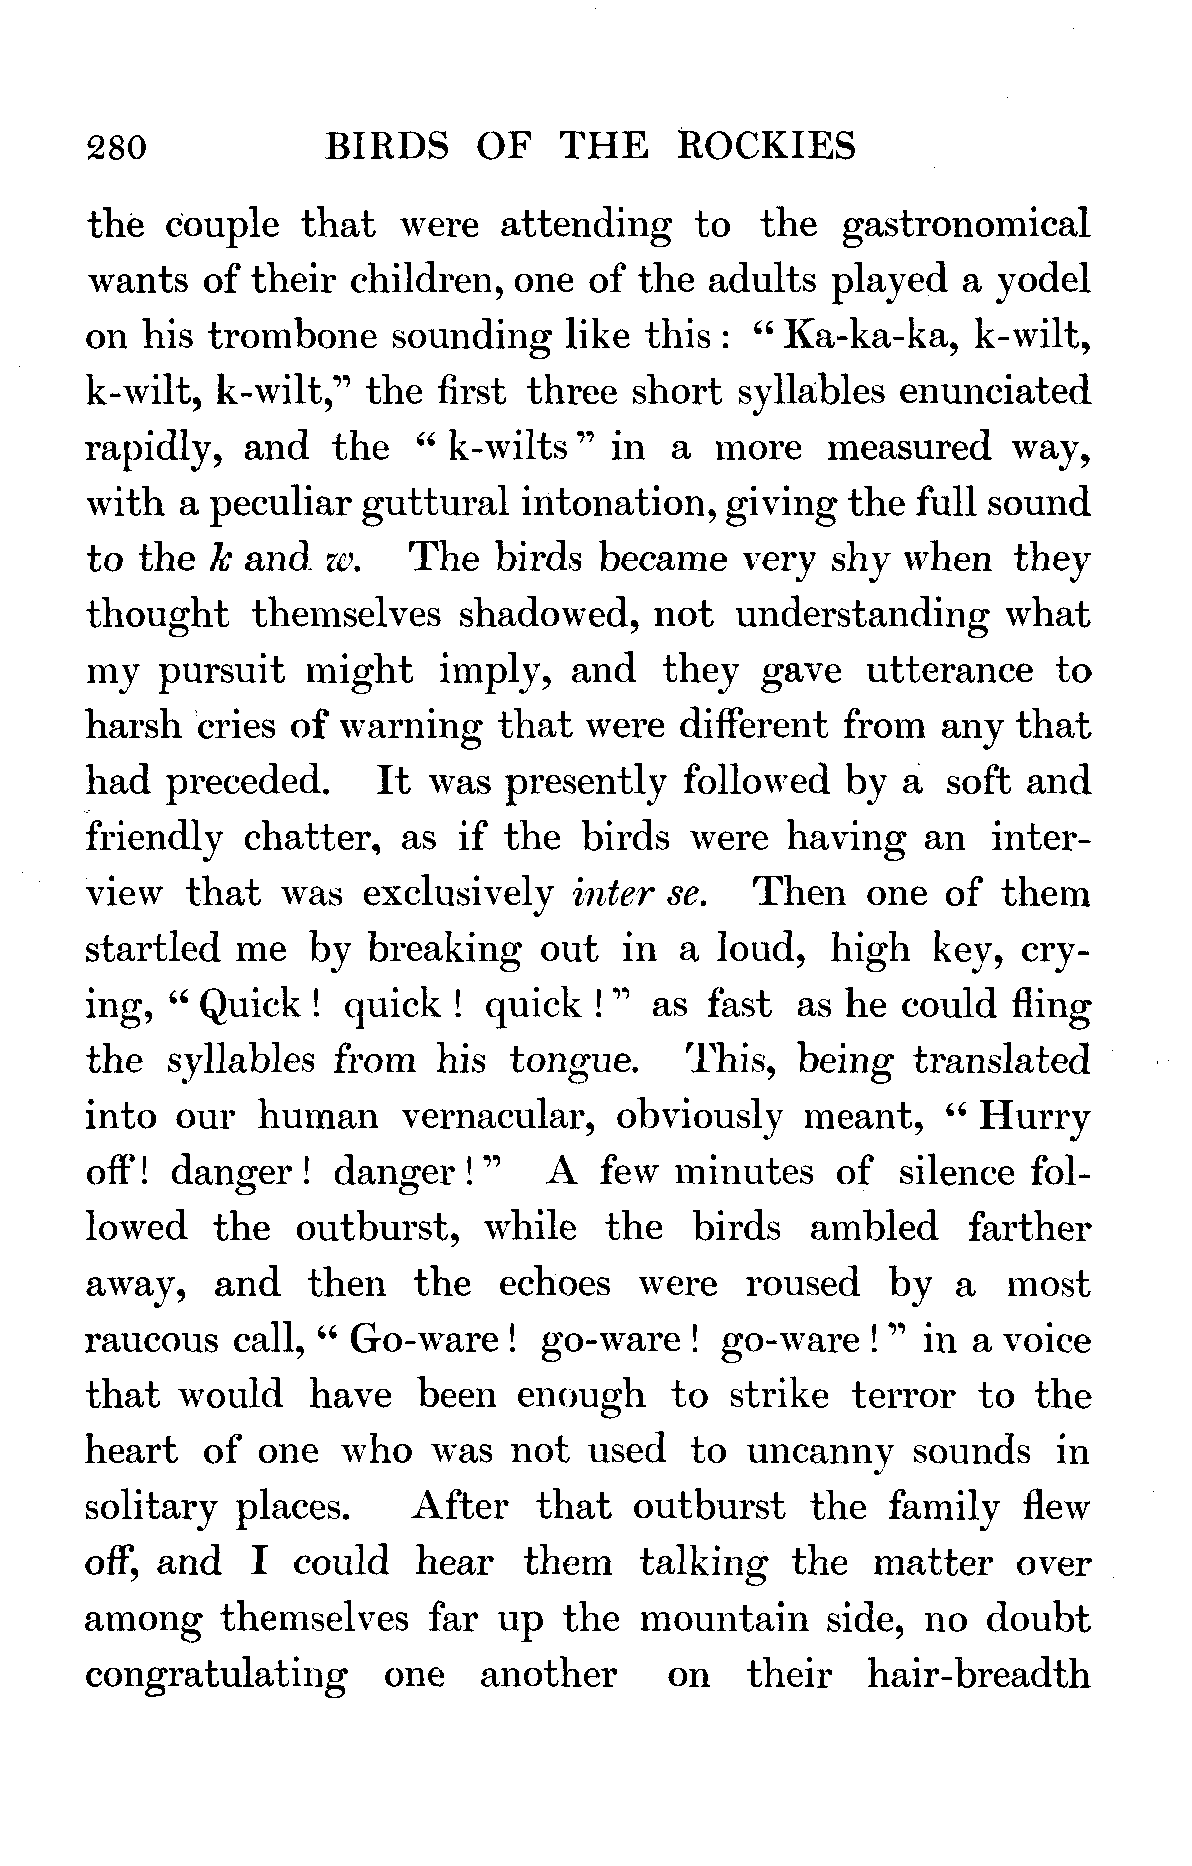 280 BIRDS OF THE ROCKIES
the couple that were attending to the gastronomical
wants of their children, one of the adults played a yodel
on his trombone sounding like this : “ Ka-ka-ka, k-wilt,
k-wilt, k-wilt,” the first three short syllables enunciated
rapidly, and the “ k-wilts ” in a more measured way,
with a peculiar guttural intonation, giving the full sound
to the k and w. The birds became very shy when they
thought themselves shadowed, not understanding what
my pursuit might imply, and they gave utterance to
harsh cries of warning that were different from any that
had preceded. It was presently followed by a soft and
friendly chatter, as if the birds were having an inter-
view that was exclusively inter se. Then one of them
startled me by breaking out in a loud, high key, cry-
ing, “ Quick ! quick ! quick ! ” as fast as he could fling
the syllables from his tongue. This, being translated
into our human vernacular, obviously meant, “ Hurry
off! danger ! danger ! ” A few minutes of silence fol-
lowed the outburst, while the birds ambled farther
away, and then the echoes were roused by a most
raucous call, “ Go-ware ! go-ware ! go-ware ! ” in a voice
that would have been enough to strike terror to the
heart of one who was not used to uncanny sounds in
solitary places. After that outburst the family flew
off, and I could hear them talking the matter over
among themselves far up the mountain side, no doubt
congratulating one another on their hair-breadth